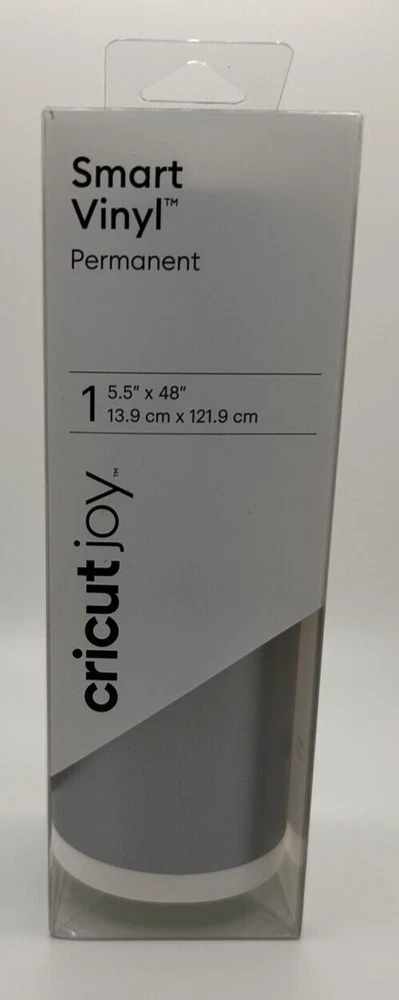 Smart
Vinyl™
Permanent
1 5.5" x 48"
13.9 cm x 121.9 cm
cricut joy™